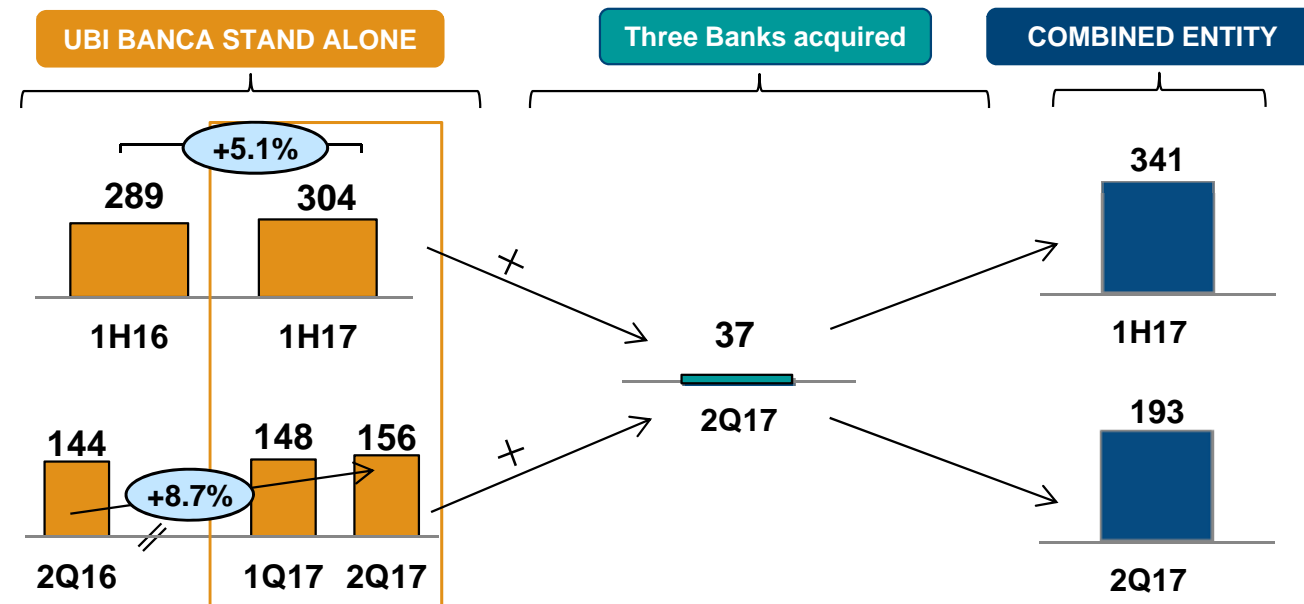 UBI BANCA STAND ALONE
Three Banks acquired
COMBINED ENTITY
+5.1%
289
304
1H16
1H17
144
148
156
+8.7%
2Q16
1Q17
2Q17
37
2Q17
341
1H17
193
2Q17